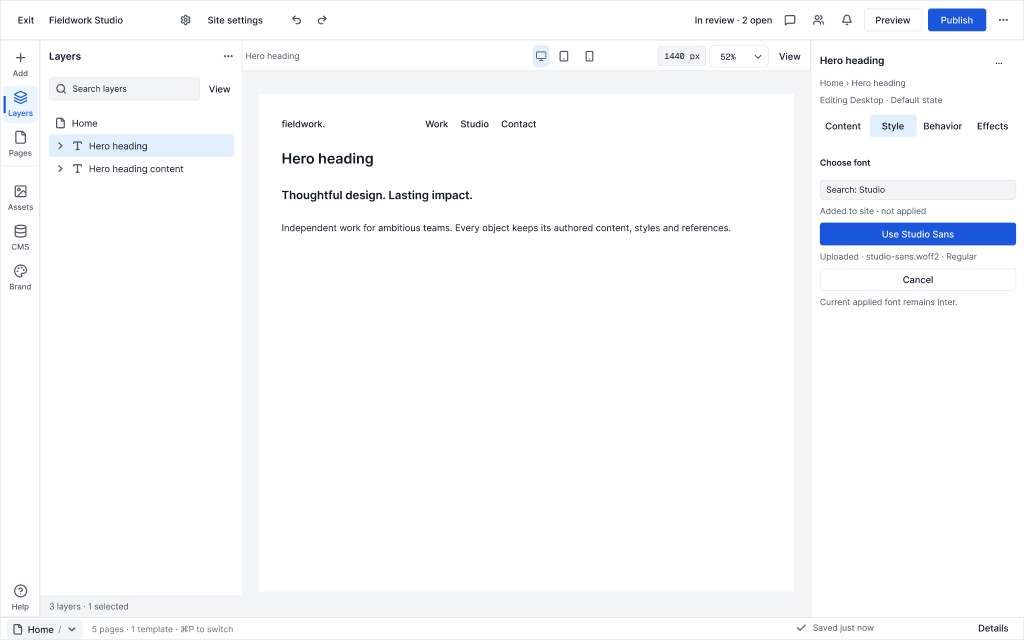 Exit Fieldwork Studio Site settings In review · 2 open Preview Publish
Add
Layers
Pages
Assets
CMS
Brand
Help
Layers
Search layers View
Home
Hero heading
Hero heading content
3 layers · 1 selected
Hero heading 1440 px 52% View
fieldwork. Work Studio Contact
Hero heading
Thoughtful design. Lasting impact.
Independent work for ambitious teams. Every object keeps its authored content, styles and references.
Hero heading
Home › Hero heading
Editing Desktop · Default state
Content Style Behavior Effects
Choose font
Search: Studio
Added to site · not applied
Use Studio Sans
Uploaded · studio-sans.woff2 · Regular
Cancel
Current applied font remains Inter.
Home / 5 pages · 1 template · ⌘P to switch Saved just now Details